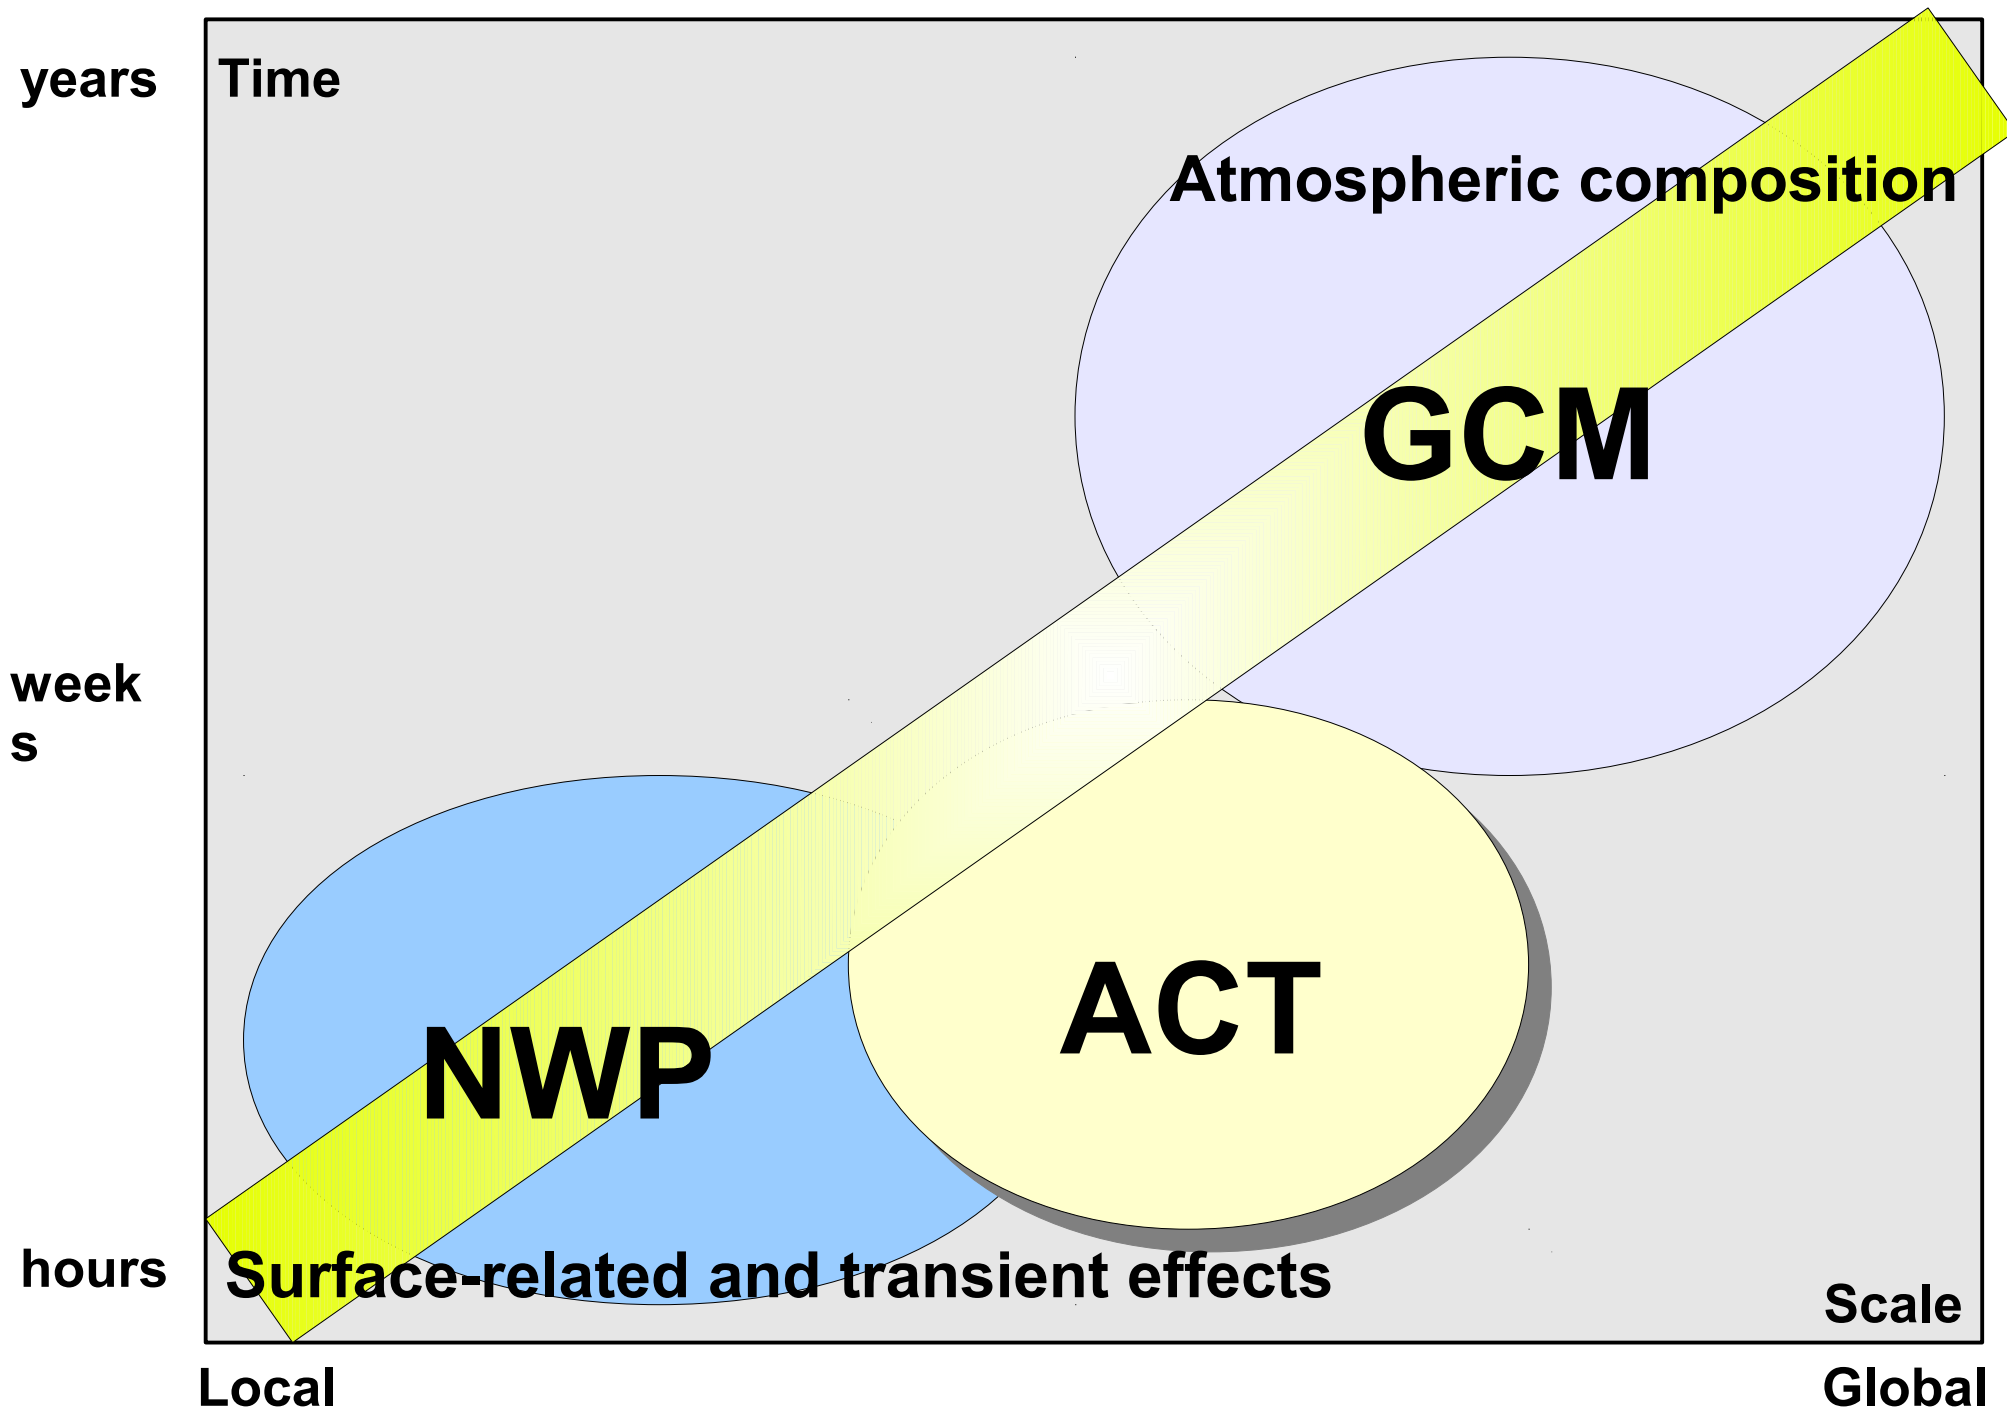 years
Time
Atmospheric composition
GCM
week
s
ACT
NWP
hours
Surface-related and transient effects
Scale
Local
Global